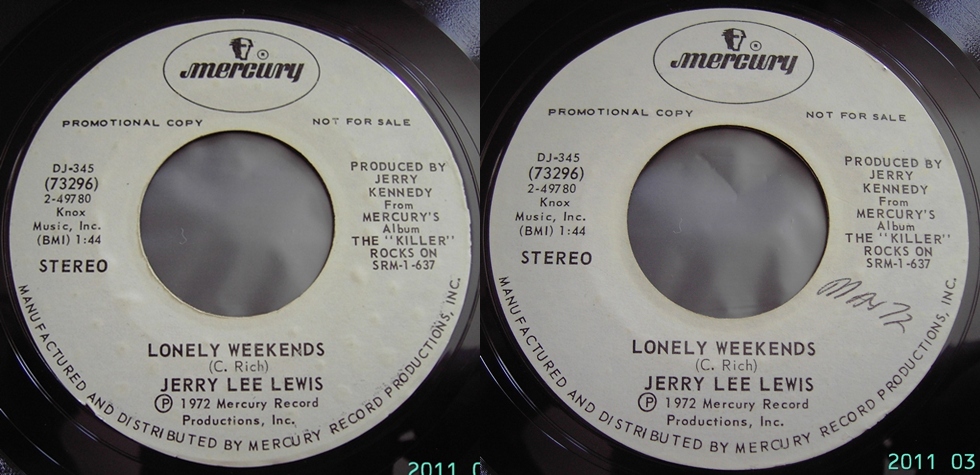 mercury ®
PROMOTIONAL COPY
NOT FOR SALE
DJ-345
(73296)
2-49780
Knox
Music, Inc.
(BMI) 1:44
STEREO
PRODUCED BY
JERRY
KENNEDY
From
MERCURY'S
Album
THE "KILLER"
ROCKS ON
SRM-1-637
LONELY WEEKENDS
(C. Rich)
JERRY LEE LEWIS
Ⓟ 1972 Mercury Record
Productions, Inc.
MANUFACTURED AND DISTRIBUTED BY MERCURY RECORD PRODUCTIONS, INC.
2011
mercury ®
PROMOTIONAL COPY
NOT FOR SALE
DJ-345
(73296)
2-49780
Knox
Music, Inc.
(BMI) 1:44
STEREO
PRODUCED BY
JERRY
KENNEDY
From
MERCURY'S
Album
THE "KILLER"
ROCKS ON
SRM-1-637
MAY 72
LONELY WEEKENDS
(C. Rich)
JERRY LEE LEWIS
Ⓟ 1972 Mercury Record
Productions, Inc.
MANUFACTURED AND DISTRIBUTED BY MERCURY RECORD PRODUCTIONS, INC.
2011 03